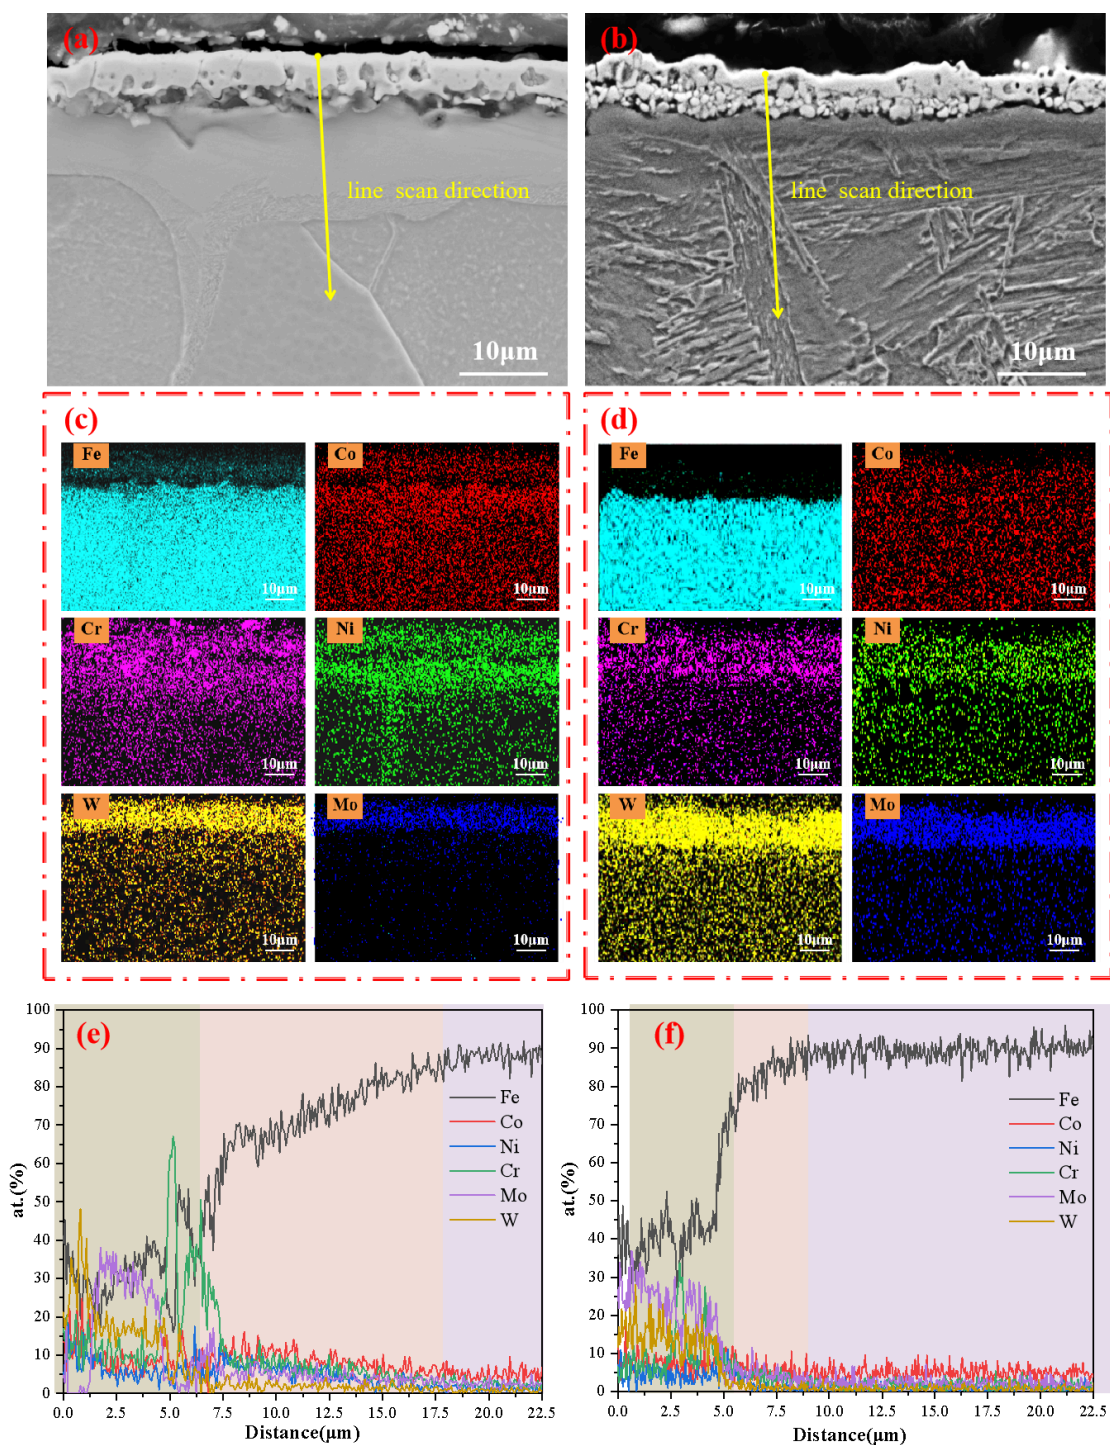 (a)
line scan direction
10μm
(b)
line scan direction
10μm
(c)
Fe
10μm
Co
10μm
Cr
10μm
Ni
10μm
W
10μm
Mo
10μm
(d)
Fe
10μm
Co
10μm
Cr
10μm
Ni
10μm
W
10μm
Mo
10μm
(e)
100
90
80
70
60
50
40
30
20
10
0
at.(%)
Fe
Co
Ni
Cr
Mo
W
0.0 2.5 5.0 7.5 10.0 12.5 15.0 17.5 20.0 22.5
Distance(μm)
(f)
100
90
80
70
60
50
40
30
20
10
0
at.(%)
Fe
Co
Ni
Cr
Mo
W
0.0 2.5 5.0 7.5 10.0 12.5 15.0 17.5 20.0 22.5
Distance(μm)